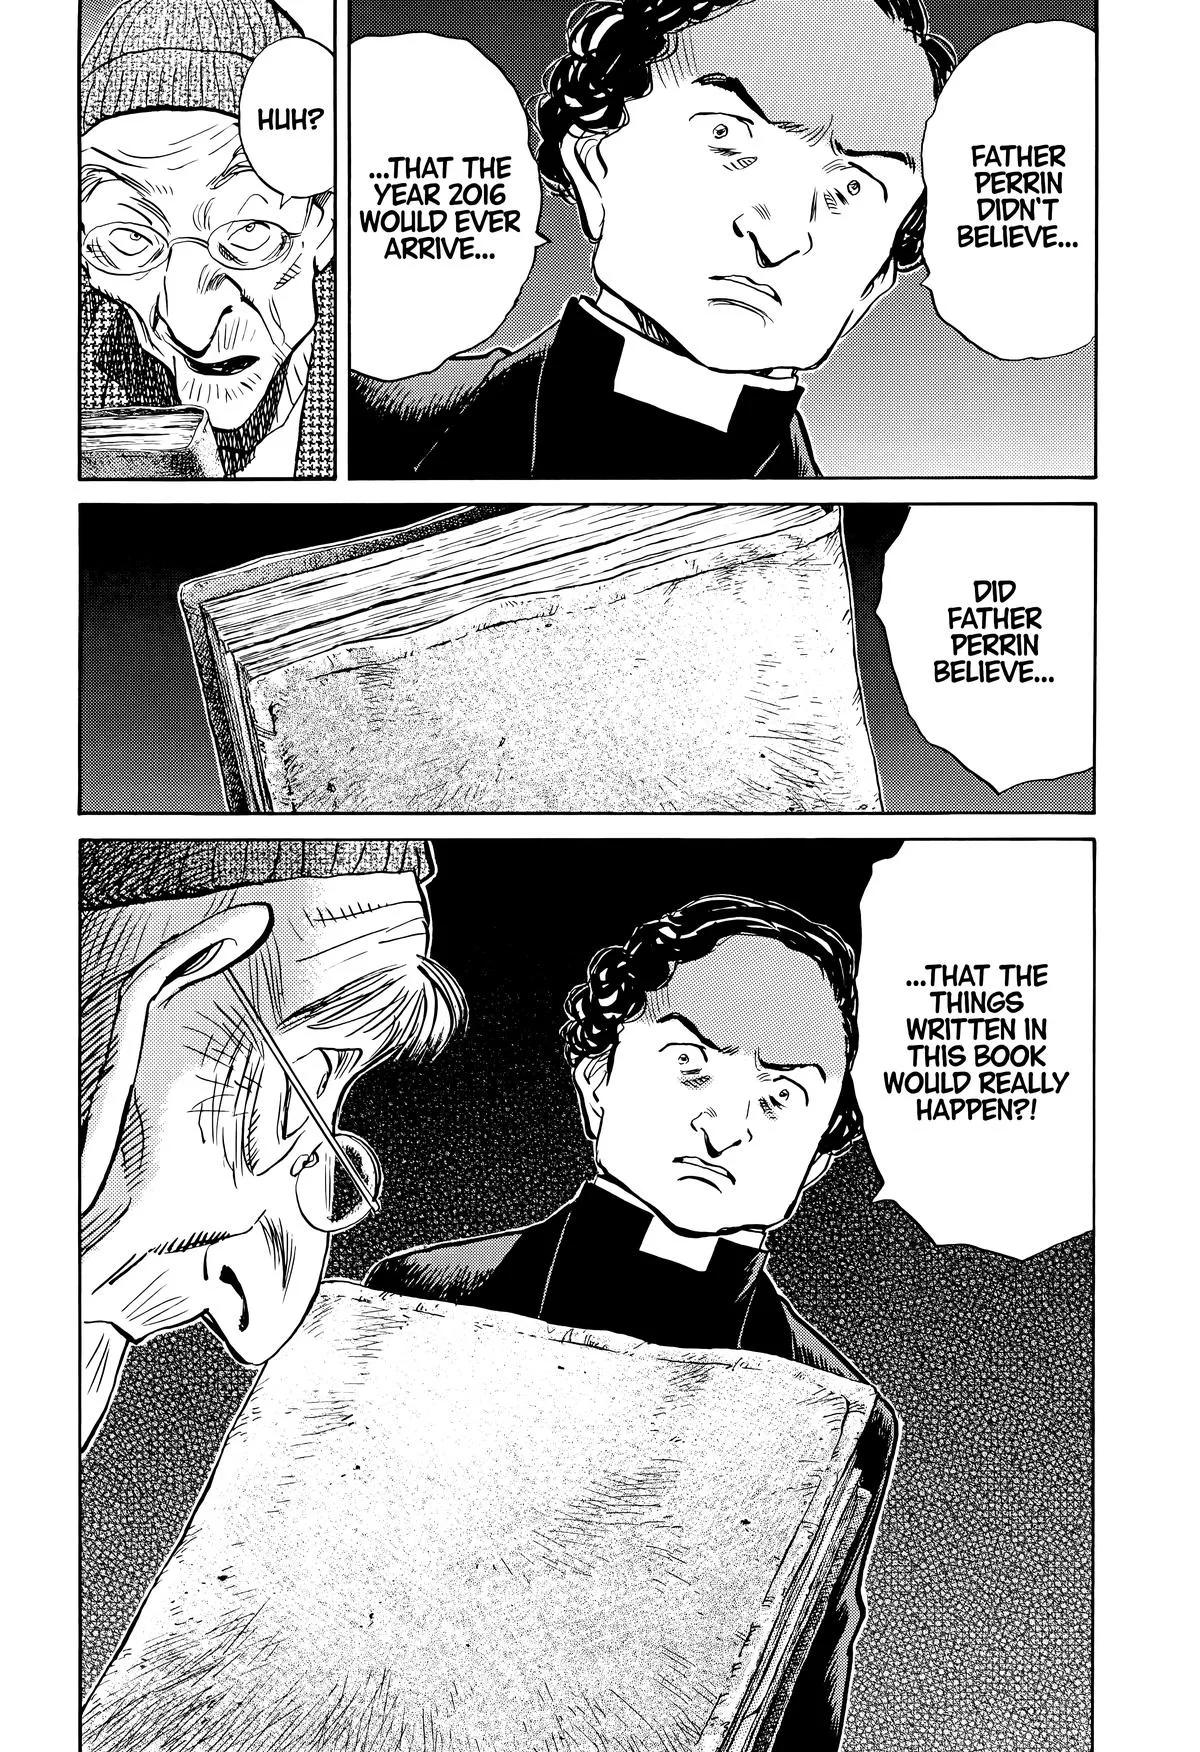 FATHER
PERRIN
DIDN'T
BELIEVE...
...THAT THE
YEAR 2016
WOULD EVER
ARRIVE...
HUH?
DID
FATHER
PERRIN
BELIEVE...
...THAT THE
THINGS
WRITTEN IN
THIS BOOK
WOULD REALLY
HAPPEN?!